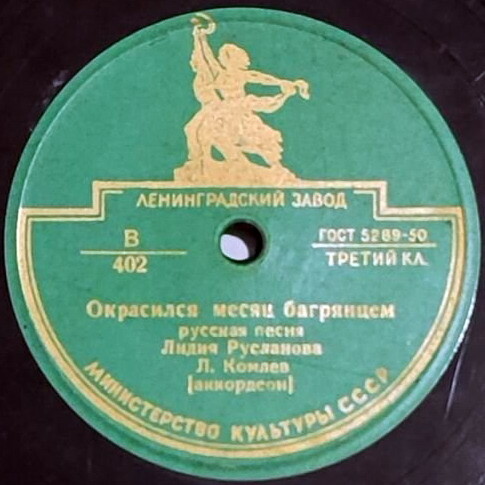 ЛЕНИНГРАДСКИЙ ЗАВОД
В
402
ГОСТ 5289-50
ТРЕТИЙ КЛ.
Окрасился месяц багрянцем
русская песня
Лидия Русланова
Л. Комлев
(аккордеон)
МИНИСТЕРСТВО КУЛЬТУРЫ СССР